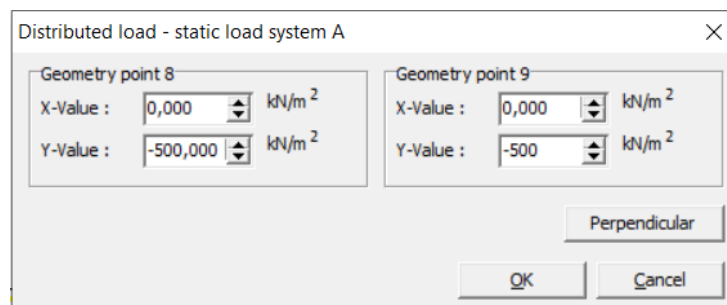 Distributed load - static load system A
Geometry point 8
X-Value : 0,000 kN/m 2
Y-Value : -500,000 kN/m 2
Geometry point 9
X-Value : 0,000 kN/m 2
Y-Value : -500 kN/m 2
Perpendicular
OK Cancel